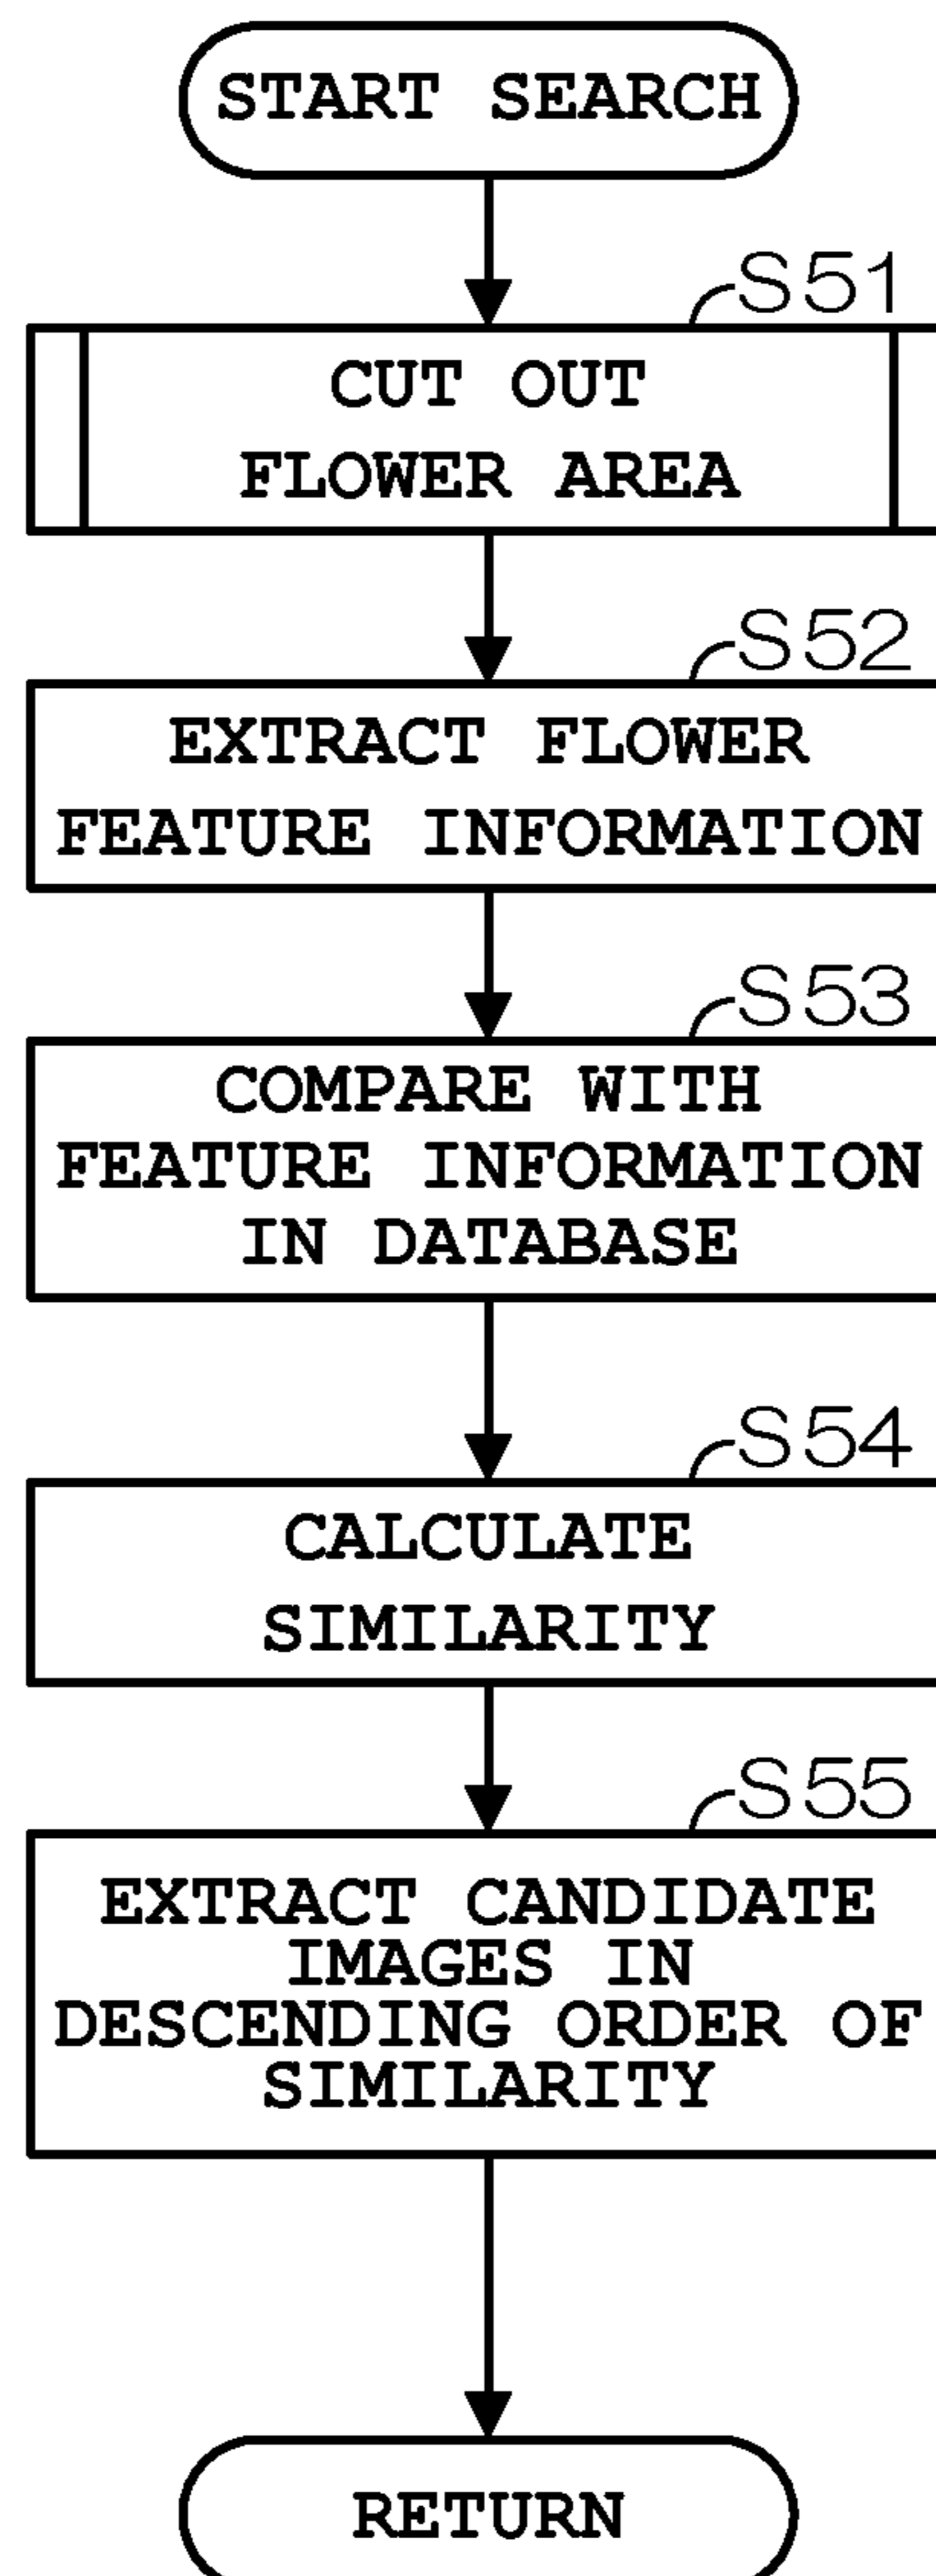 START SEARCH
S51
CUT OUT
FLOWER AREA
S52
EXTRACT FLOWER
FEATURE INFORMATION
S53
COMPARE WITH
FEATURE INFORMATION
IN DATABASE
S54
CALCULATE
SIMILARITY
S55
EXTRACT CANDIDATE
IMAGES IN
DESCENDING ORDER OF
SIMILARITY
RETURN